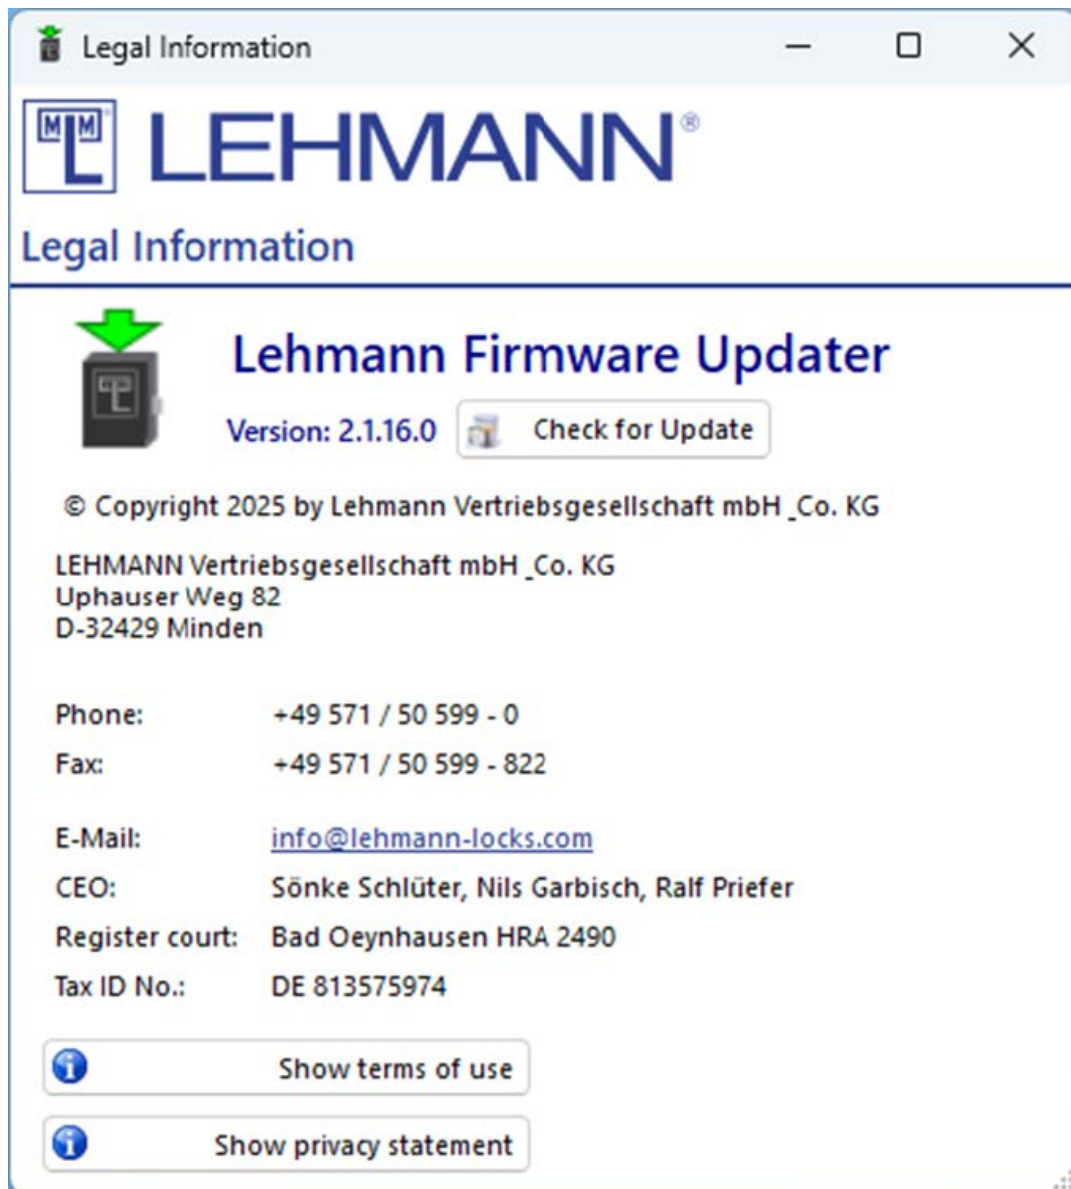 Legal Information
MLM ® LEHMANN®
Legal Information
Lehmann Firmware Updater
Version: 2.1.16.0 Check for Update
© Copyright 2025 by Lehmann Vertriebsgesellschaft mbH _Co. KG
LEHMANN Vertriebsgesellschaft mbH _Co. KG
Uphauser Weg 82
D-32429 Minden
Phone: +49 571 / 50 599 - 0
Fax: +49 571 / 50 599 - 822
E-Mail: info@lehmann-locks.com
CEO: Sönke Schlüter, Nils Garbisch, Ralf Priefer
Register court: Bad Oeynhausen HRA 2490
Tax ID No.: DE 813575974
Show terms of use
Show privacy statement